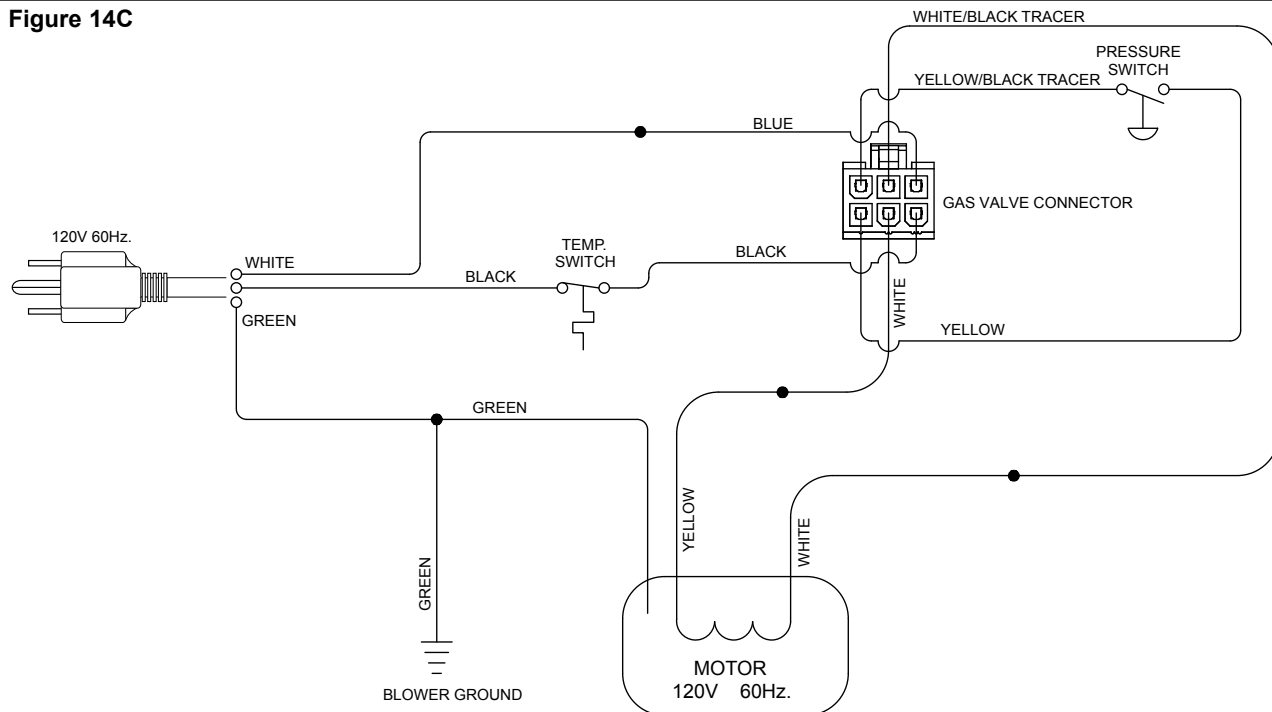 Figure 14C
WHITE/BLACK TRACER
PRESSURE
SWITCH
YELLOW/BLACK TRACER
BLUE
GAS VALVE CONNECTOR
120V 60Hz.
WHITE
TEMP.
SWITCH
BLACK
BLACK
GREEN
WHITE
YELLOW
GREEN
YELLOW
WHITE
GREEN
MOTOR
120V 60Hz.
BLOWER GROUND